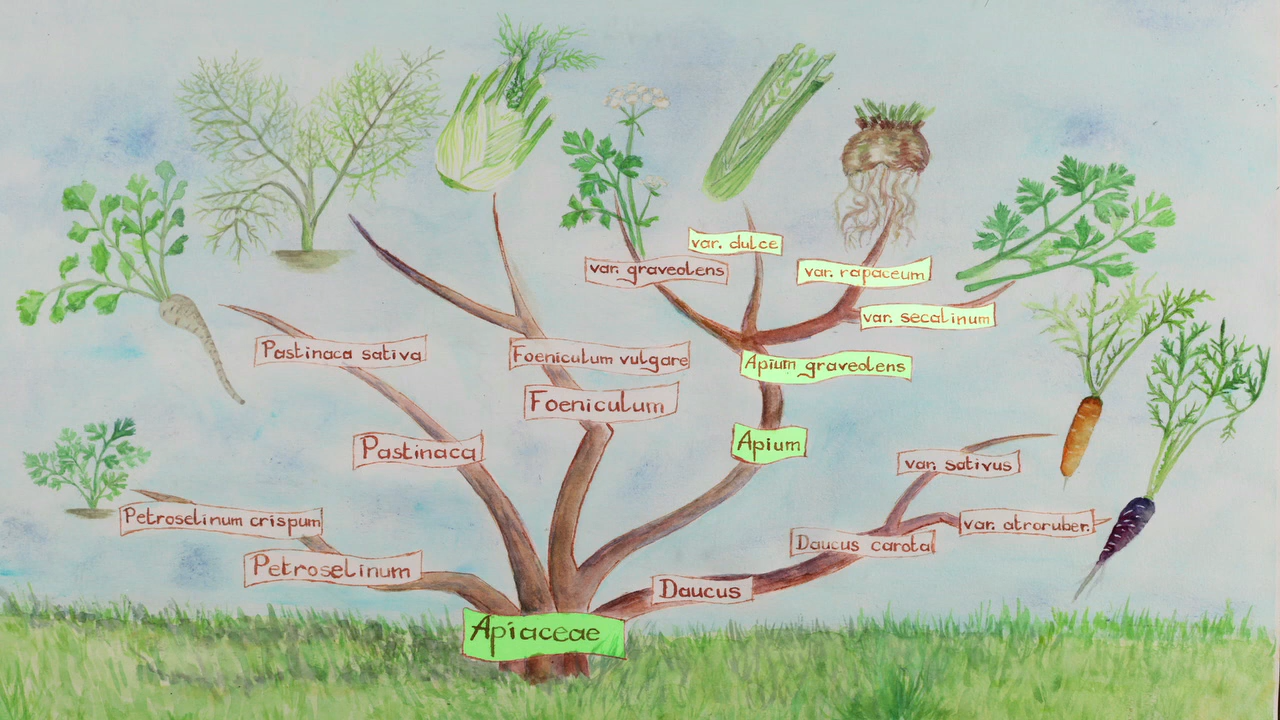 var. dulce
var. graveolens
var. rapaceum
var. secalinum
Pastinaca sativa
Foeniculum vulgare
Apium graveolens
Foeniculum
Pastinaca
Apium
var. sativus
Petroselinum crispum
var. atroruber.
Daucus carota
Petroselinum
Daucus
Apiaceae